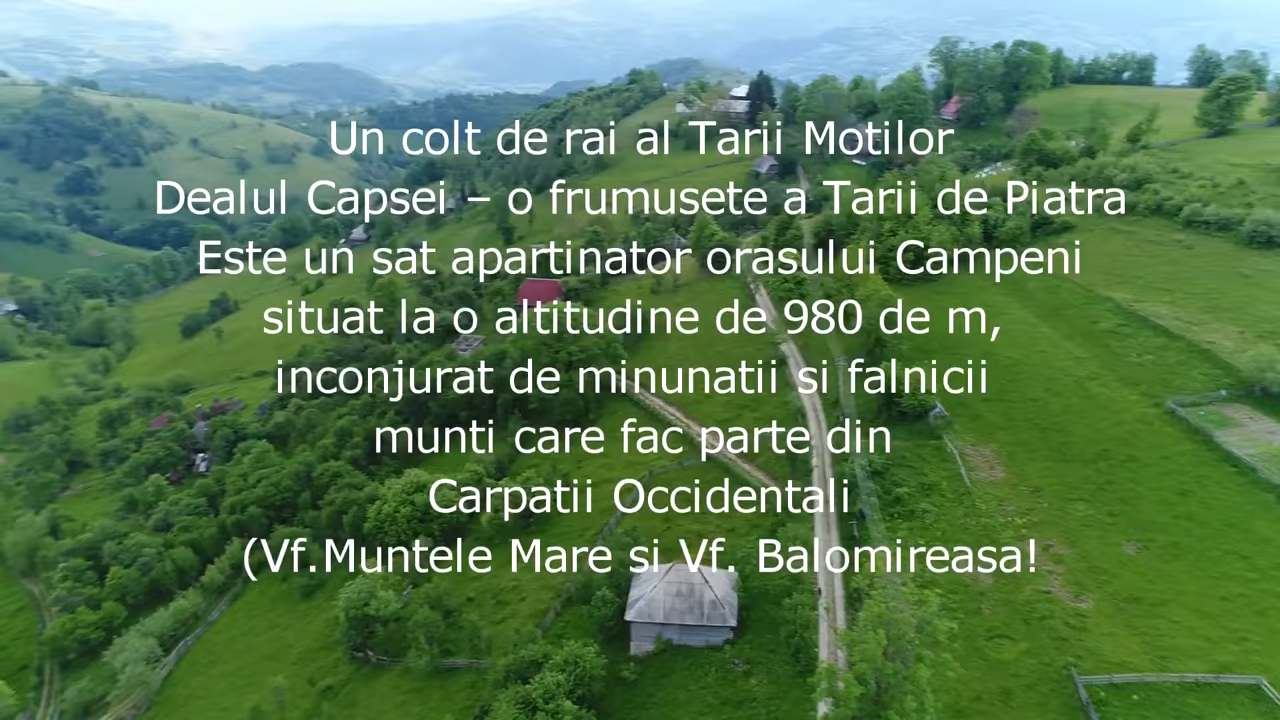 Un colt de rai al Tarii Motilor
Dealul Capsei – o frumusete a Tarii de Piatra
Este un sat apartinator orasului Campeni
situat la o altitudine de 980 de m,
inconjurat de minunatii si falnicii
munti care fac parte din
Carpatii Occidentali
(Vf.Muntele Mare si Vf. Balomireasa!